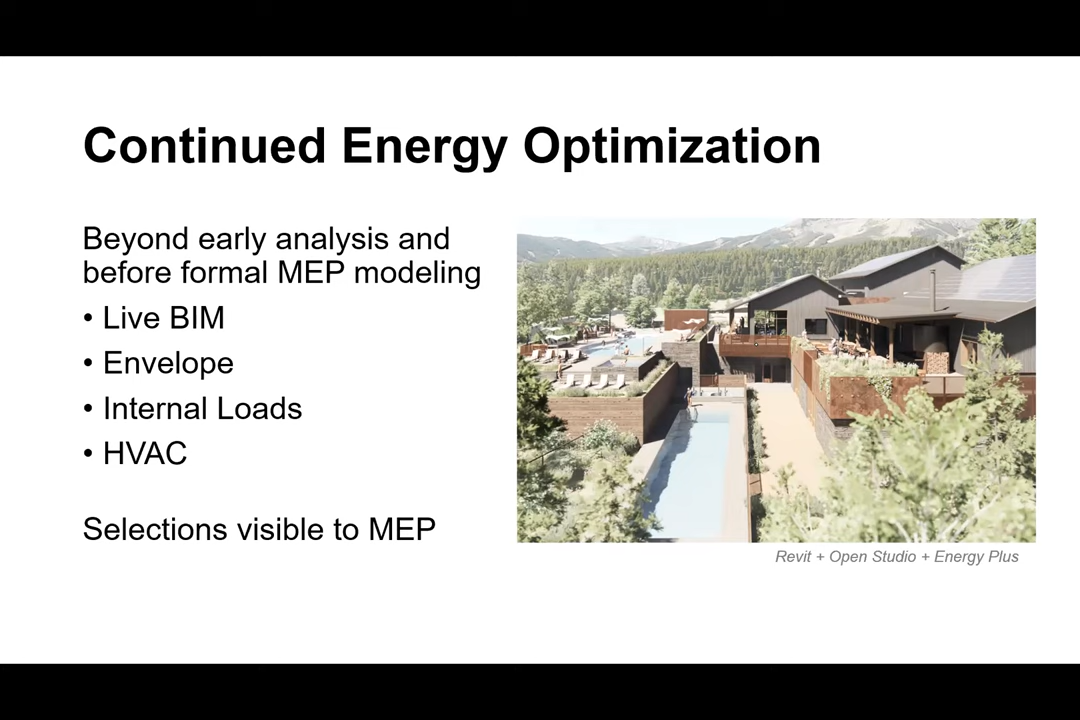 Continued Energy Optimization
Beyond early analysis and
before formal MEP modeling
• Live BIM
• Envelope
• Internal Loads
• HVAC
Selections visible to MEP
Revit + Open Studio + Energy Plus